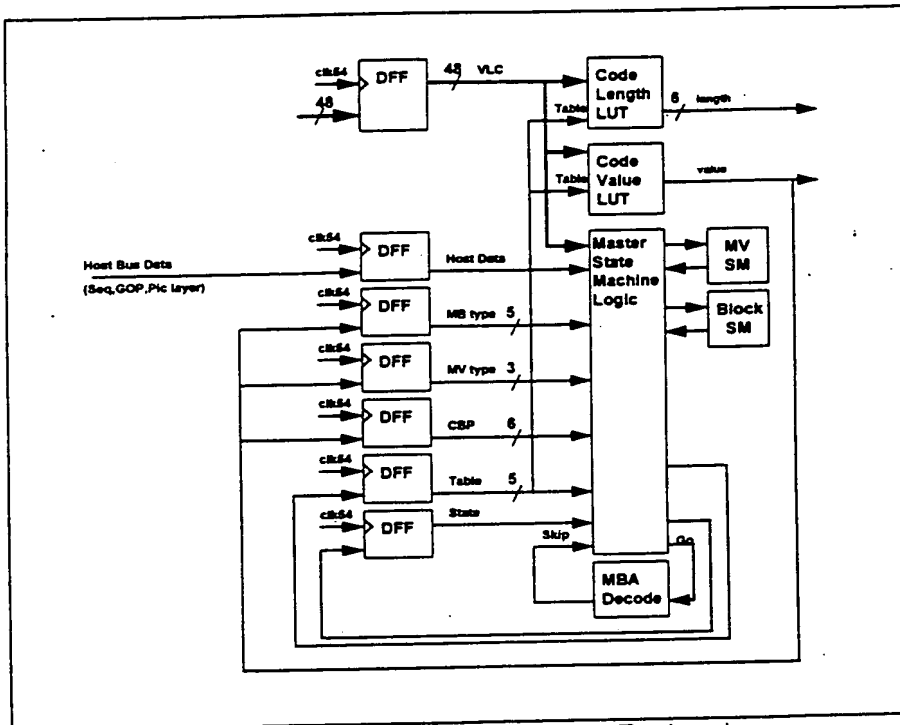 clk54
DFF
48
VLC
48
Code
Length
LUT
Table
6
length
Code
Value
LUT
Table
value
Host Bus Data
(Seq,GOP,Pic layer)
clk54
DFF
Host Data
Master
State
Machine
Logic
MV
SM
Block
SM
clk54
DFF
MB type 5
clk54
DFF
MV type 3
clk54
DFF
CBP 6
clk54
DFF
Table 5
clk54
DFF
State
Skip
Go
MBA
Decode